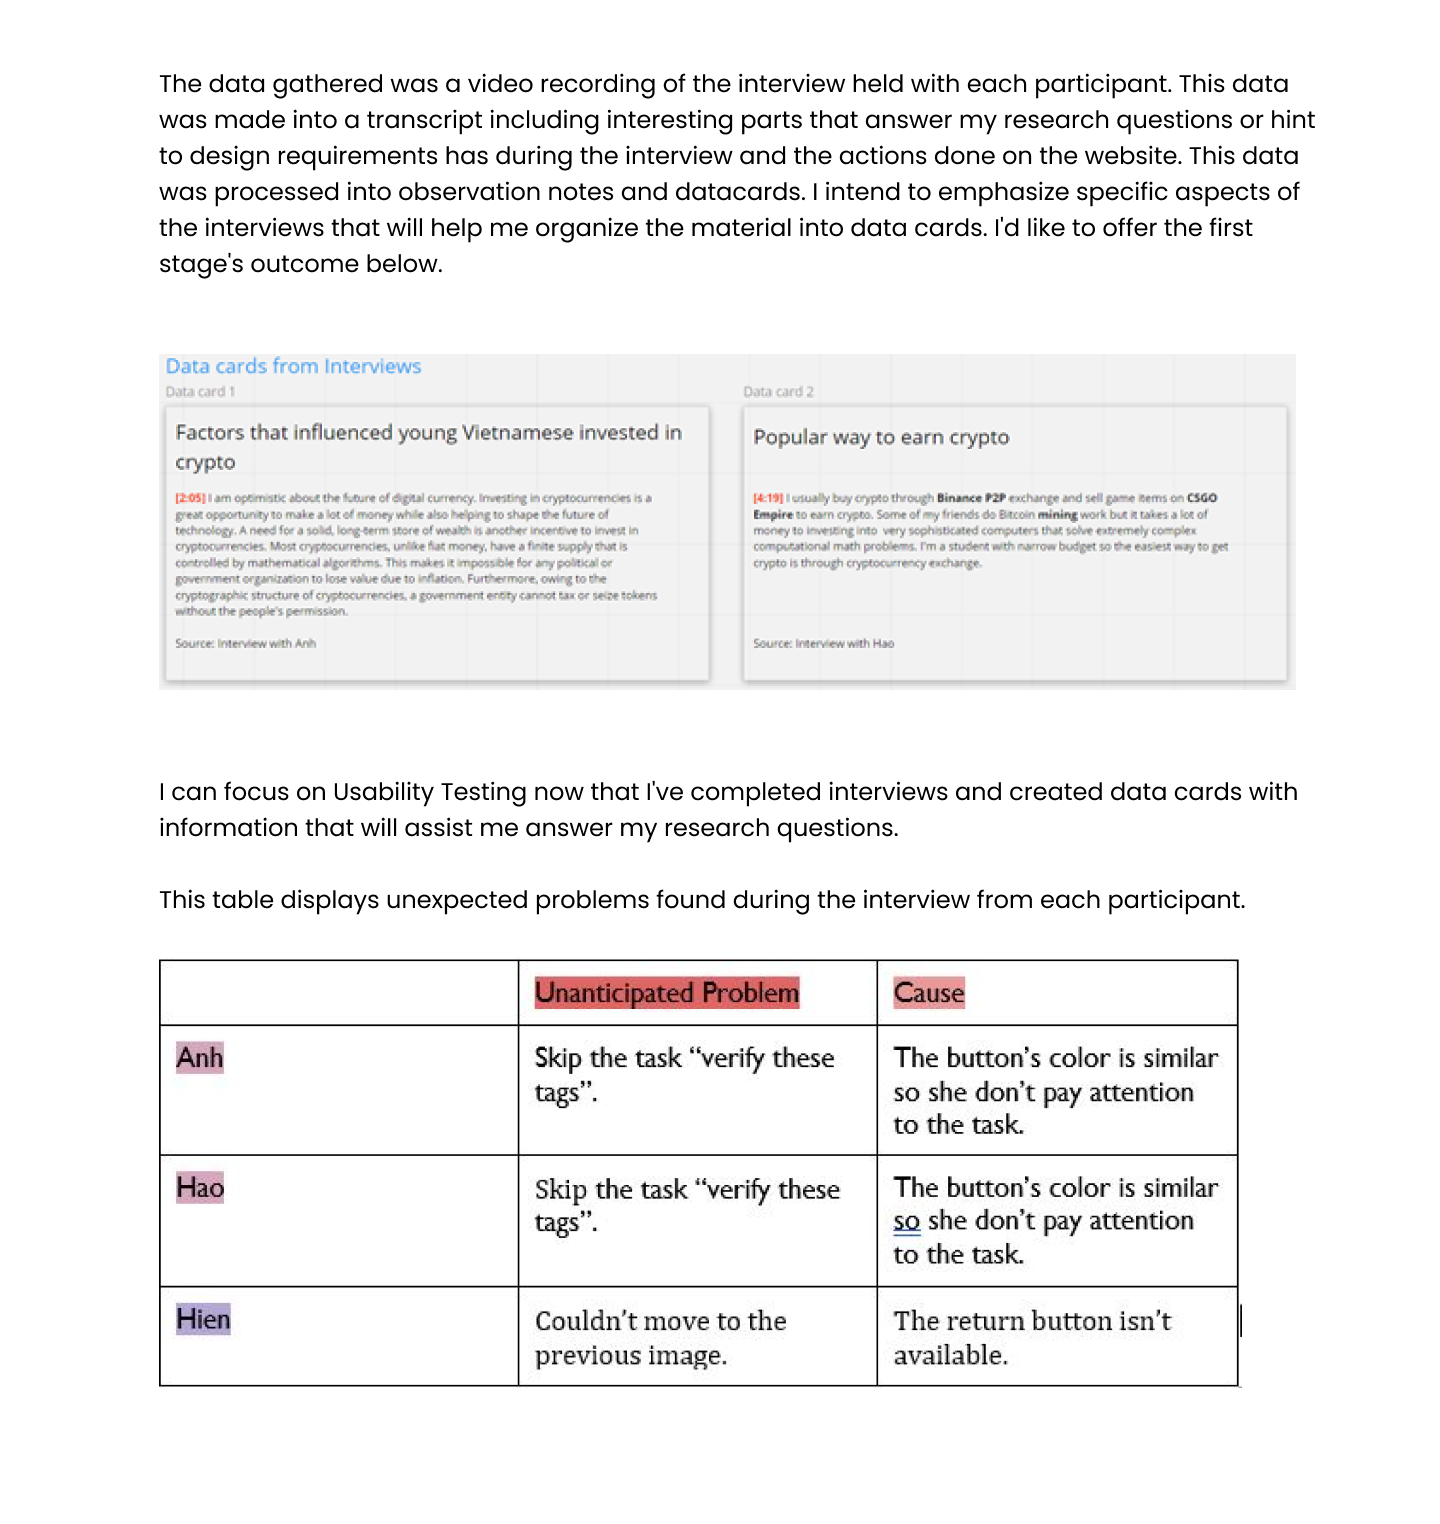 The data gathered was a video recording of the interview held with each participant. This data
was made into a transcript including interesting parts that answer my research questions or hint
to design requirements has during the interview and the actions done on the website. This data
was processed into observation notes and datacards. I intend to emphasize specific aspects of
the interviews that will help me organize the material into data cards. I'd like to offer the first
stage's outcome below.
Data cards from Interviews
Data card 1
Factors that influenced young Vietnamese invested in
crypto
[2:05] I am optimistic about the future of digital currency. Investing in cryptocurrencies is a
great opportunity to make a lot of money while also helping to shape the future of
technology. A need for a solid, long-term store of wealth is another incentive to invest in
cryptocurrencies. Most cryptocurrencies, unlike fiat money, have a finite supply that is
controlled by mathematical algorithms. This makes it impossible for any political or
government organization to lose value due to inflation. Furthermore, owing to the
cryptographic structure of cryptocurrencies, a government entity cannot tax or seize tokens
without the people's permission.
Source: Interview with Anh
Data card 2
Popular way to earn crypto
[4:19] I usually buy crypto through Binance P2P exchange and sell game items on CSGO
Empire to earn crypto. Some of my friends do Bitcoin mining work but it takes a lot of
money to investing into very sophisticated computers that solve extremely complex
computational math problems. I'm a student with narrow budget so the easiest way to get
crypto is through cryptocurrency exchange.
Source: Interview with Hao
I can focus on Usability Testing now that I've completed interviews and created data cards with
information that will assist me answer my research questions.
This table displays unexpected problems found during the interview from each participant.
Unanticipated Problem
Cause
Anh
Skip the task “verify these
tags”.
The button’s color is similar
so she don’t pay attention
to the task.
Hao
Skip the task “verify these
tags”.
The button’s color is similar
so she don’t pay attention
to the task.
Hien
Couldn’t move to the
previous image.
The return button isn’t
available.